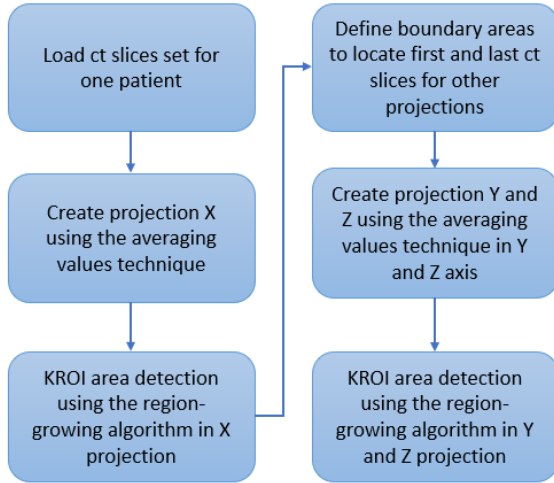 Load ct slices set for
one patient
Create projection X
using the averaging
values technique
KROI area detection
using the region-
growing algorithm in X
projection
Define boundary areas
to locate first and last ct
slices for other
projections
Create projection Y and
Z using the averaging
values technique in Y
and Z axis
KROI area detection
using the region-
growing algorithm in Y
and Z projection